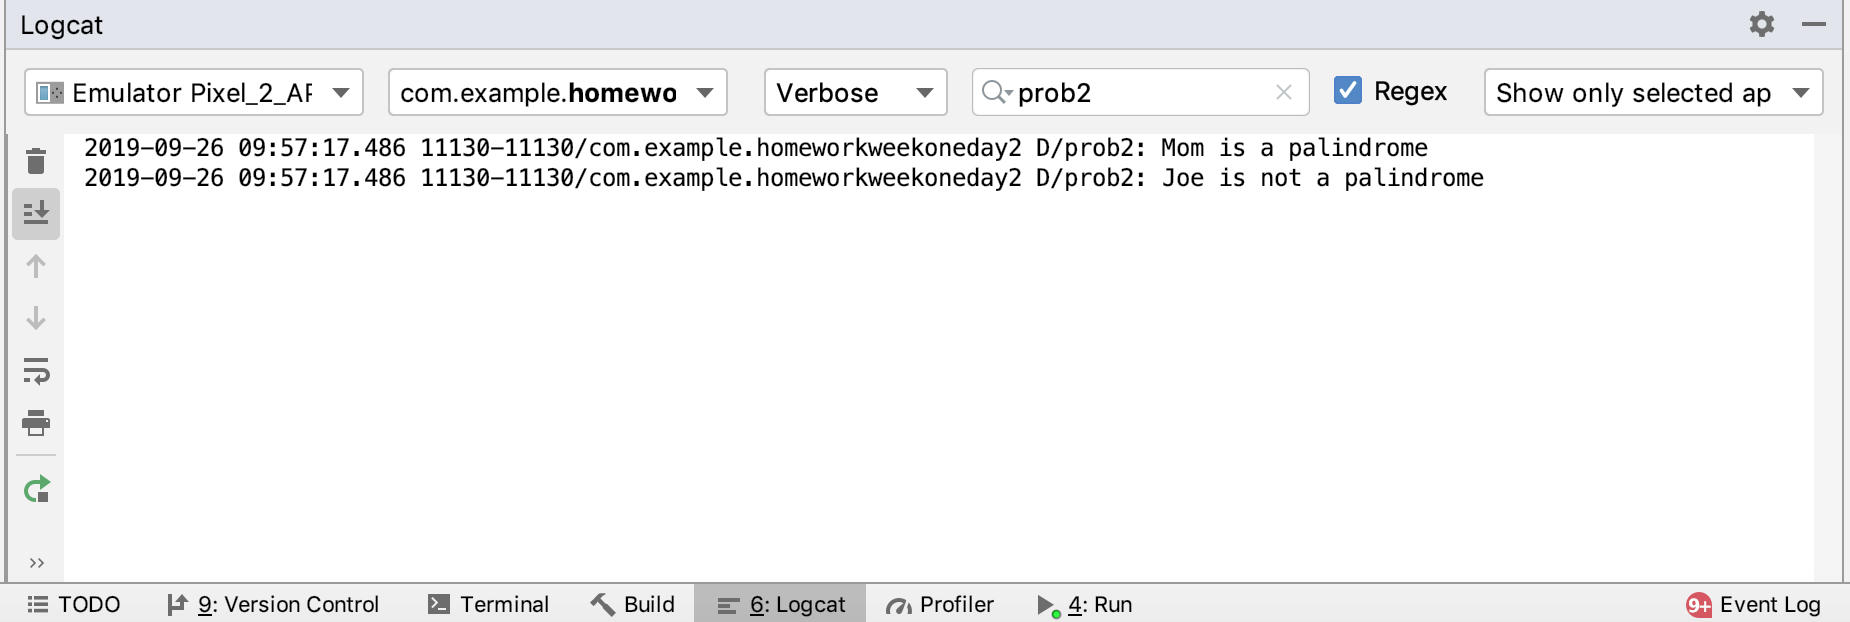 Logcat
Emulator Pixel_2_AP com.example.homewo Verbose prob2 Regex Show only selected ap
2019-09-26 09:57:17.486 11130-11130/com.example.homeworkweekoneday2 D/prob2: Mom is a palindrome
2019-09-26 09:57:17.486 11130-11130/com.example.homeworkweekoneday2 D/prob2: Joe is not a palindrome
TODO 9: Version Control Terminal Build 6: Logcat Profiler 4: Run 9+ Event Log